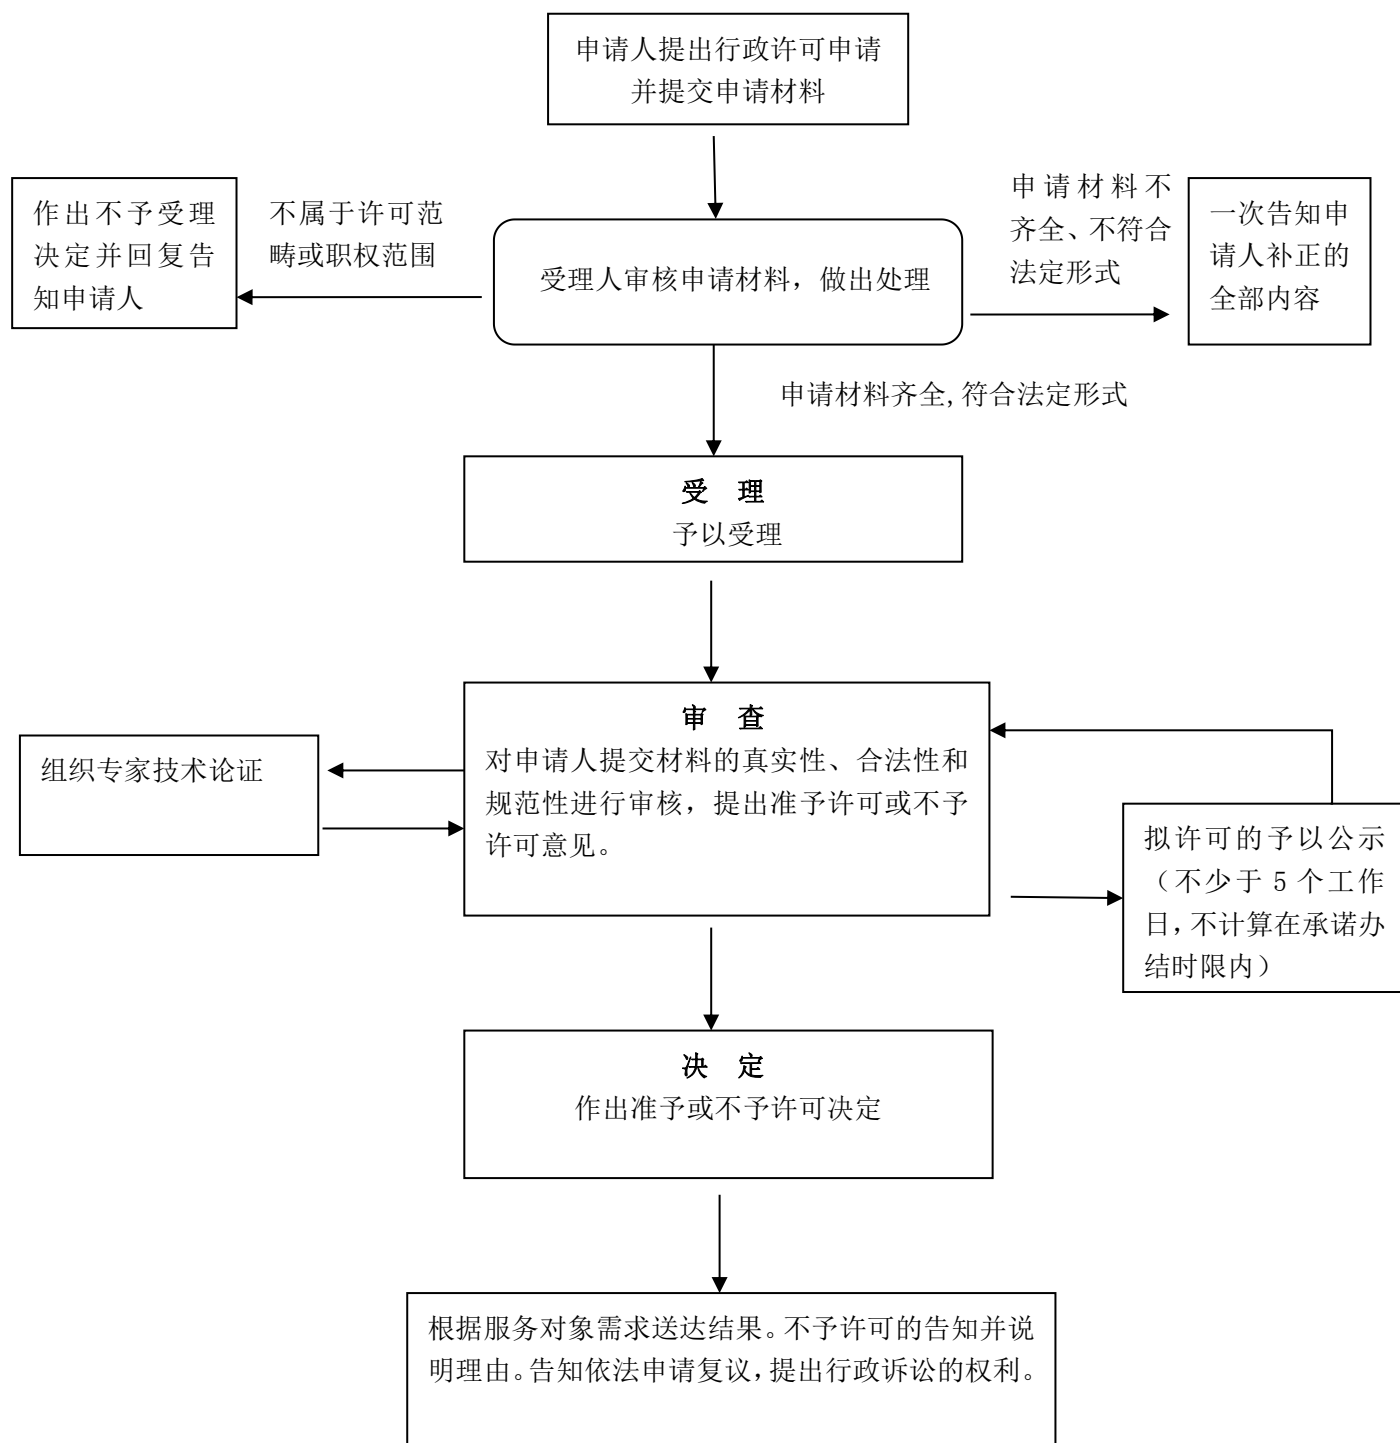 申请人提出行政许可申请
并提交申请材料
作出不予受理
决定并回复告
知申请人
不属于许可范
畴或职权范围
受理人审核申请材料，做出处理
申请材料不
齐全、不符合
法定形式
一次告知申
请人补正的
全部内容
申请材料齐全,符合法定形式
受 理
予以受理
审 查
对申请人提交材料的真实性、合法性和
规范性进行审核，提出准予许可或不予
许可意见。
组织专家技术论证
拟许可的予以公示
（不少于 5 个工作
日，不计算在承诺办
结时限内）
决 定
作出准予或不予许可决定
根据服务对象需求送达结果。不予许可的告知并说
明理由。告知依法申请复议，提出行政诉讼的权利。